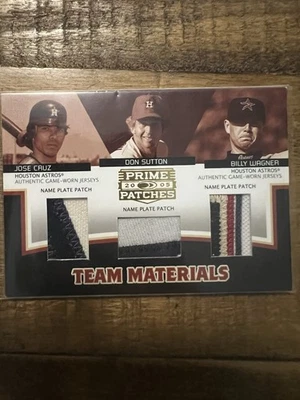 JOSE CRUZ
HOUSTON ASTROS®
AUTHENTIC GAME-WORN JERSEYS
NAME PLATE PATCH
DON SUTTON
PRIME
2005
PATCHES
NAME PLATE PATCH
BILLY WAGNER
HOUSTON ASTROS®
AUTHENTIC GAME-WORN JERSEYS
NAME PLATE PATCH
TEAM MATERIALS